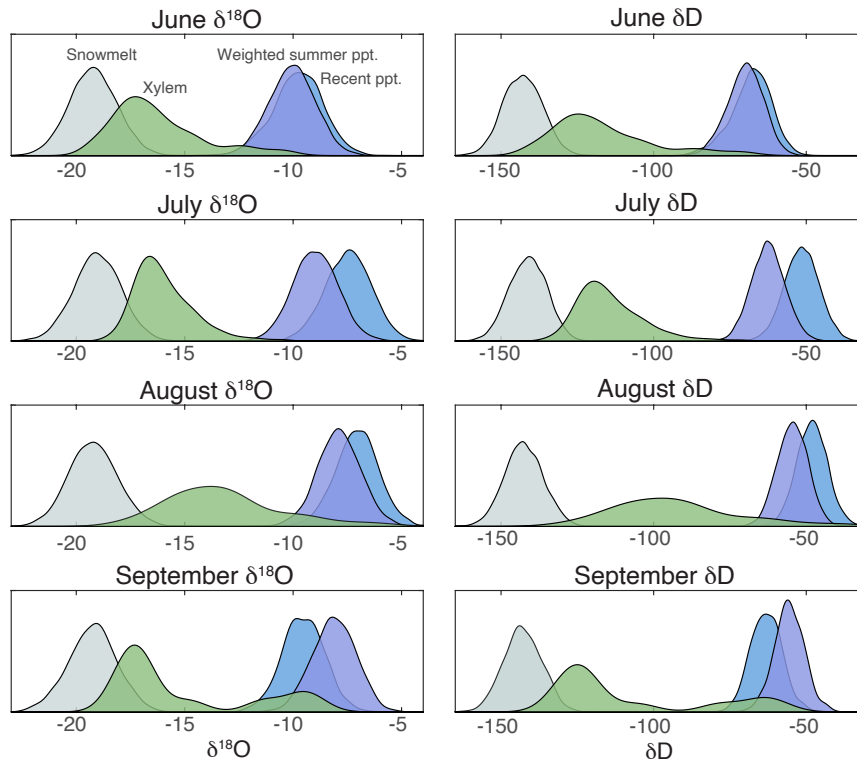 June δ¹⁸O
June δD
Snowmelt
Weighted summer ppt.
Recent ppt.
Xylem
-20 -15 -10 -5
-150 -100 -50
July δ¹⁸O
July δD
-20 -15 -10 -5
-150 -100 -50
August δ¹⁸O
August δD
-20 -15 -10 -5
-150 -100 -50
September δ¹⁸O
September δD
-20 -15 -10 -5
-150 -100 -50
δ¹⁸O
δD